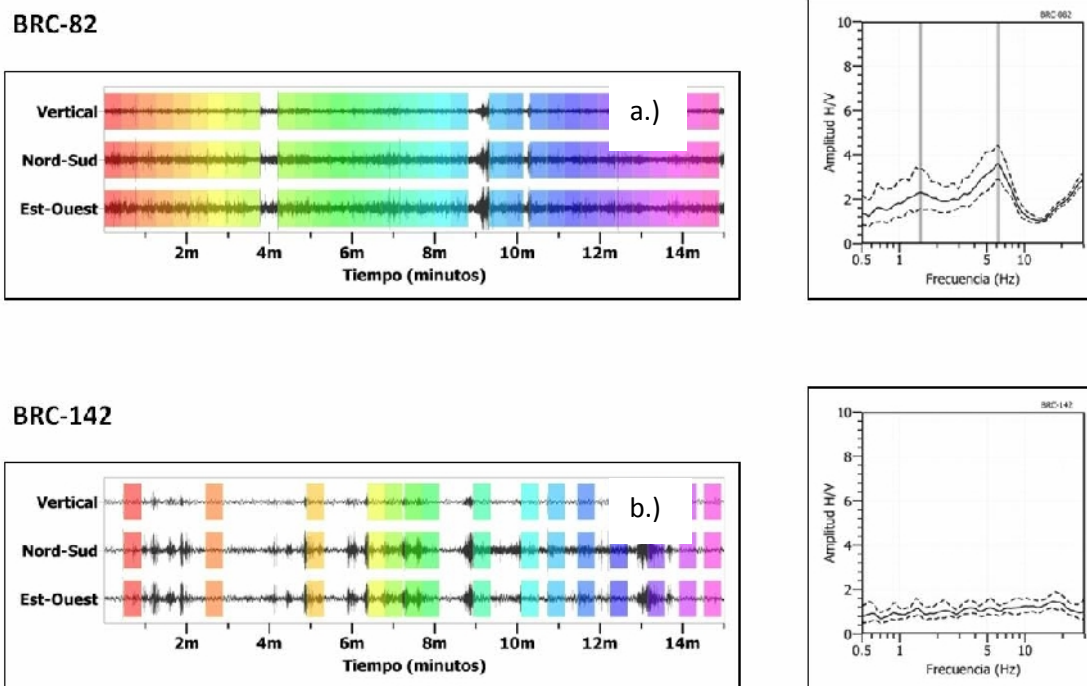 BRC-82
Vertical
Nord-Sud
Est-Ouest
a.)
2m 4m 6m 8m 10m 12m 14m
Tiempo (minutos)
BRC-082
10
8
6
4
2
0
Amplitud H/V
0.5 1 5 10
Frecuencia (Hz)
BRC-142
Vertical
Nord-Sud
Est-Ouest
b.)
2m 4m 6m 8m 10m 12m 14m
Tiempo (minutos)
BRC-142
10
8
6
4
2
0
Amplitud H/V
0.5 1 5 10
Frecuencia (Hz)